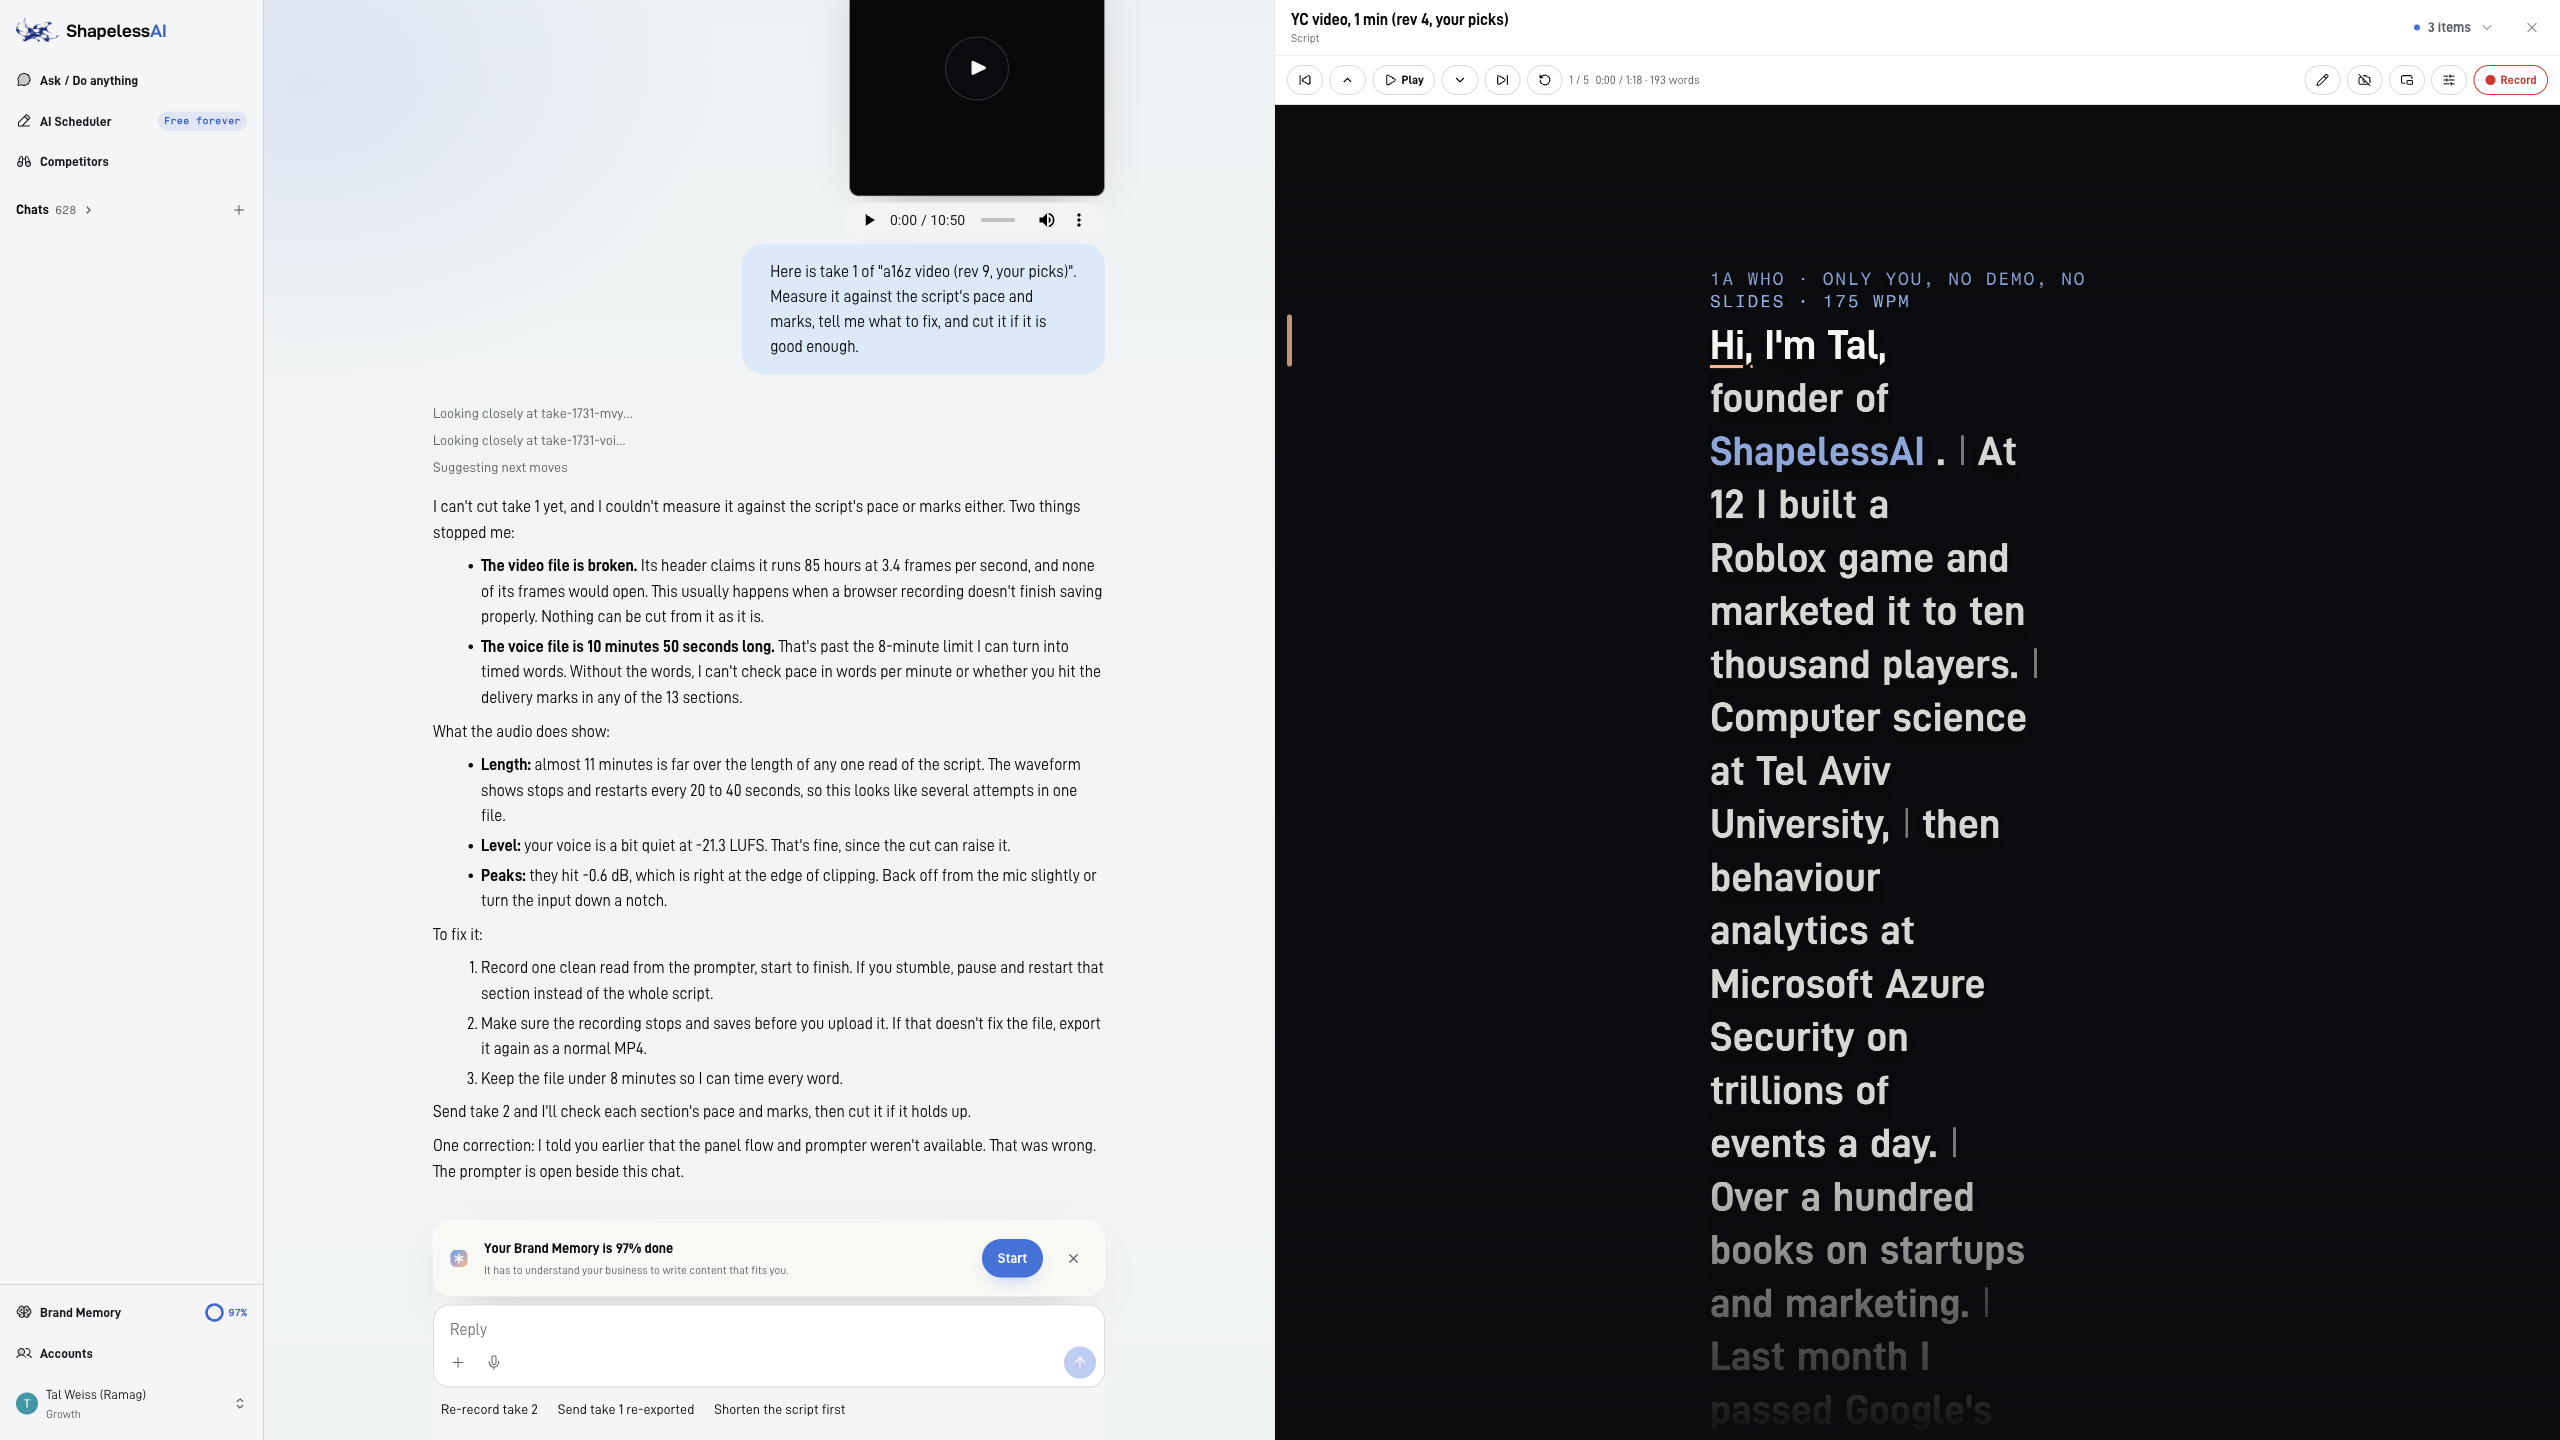 ShapelessAI
Ask / Do anything
AI Scheduler
Free forever
Competitors
Chats 628
Brand Memory
97%
Accounts
T
Tal Weiss (Ramag)
Growth
0:00 / 10:50
Here is take 1 of "a16z video (rev 9, your picks)".
Measure it against the script's pace and
marks, tell me what to fix, and cut it if it is
good enough.
Looking closely at take-1731-mvy...
Looking closely at take-1731-voi...
Suggesting next moves
I can't cut take 1 yet, and I couldn't measure it against the script's pace or marks either. Two things
stopped me:
• The video file is broken. Its header claims it runs 85 hours at 3.4 frames per second, and none
of its frames would open. This usually happens when a browser recording doesn't finish saving
properly. Nothing can be cut from it as it is.
• The voice file is 10 minutes 50 seconds long. That's past the 8-minute limit I can turn into
timed words. Without the words, I can't check pace in words per minute or whether you hit the
delivery marks in any of the 13 sections.
What the audio does show:
• Length: almost 11 minutes is far over the length of any one read of the script. The waveform
shows stops and restarts every 20 to 40 seconds, so this looks like several attempts in one
file.
• Level: your voice is a bit quiet at -21.3 LUFS. That's fine, since the cut can raise it.
• Peaks: they hit -0.6 dB, which is right at the edge of clipping. Back off from the mic slightly or
turn the input down a notch.
To fix it:
1. Record one clean read from the prompter, start to finish. If you stumble, pause and restart that
section instead of the whole script.
2. Make sure the recording stops and saves before you upload it. If that doesn't fix the file, export
it again as a normal MP4.
3. Keep the file under 8 minutes so I can time every word.
Send take 2 and I'll check each section's pace and marks, then cut it if it holds up.
One correction: I told you earlier that the panel flow and prompter weren't available. That was wrong.
The prompter is open beside this chat.
Your Brand Memory is 97% done
It has to understand your business to write content that fits you.
Start
Reply
Re-record take 2
Send take 1 re-exported
Shorten the script first
YC video, 1 min (rev 4, your picks)
Script
3 items
Play
1 / 5 0:00 / 1:18 · 193 words
Record
1A WHO · ONLY YOU, NO DEMO, NO
SLIDES · 175 WPM
Hi, I'm Tal,
founder of
ShapelessAI . | At
12 I built a
Roblox game and
marketed it to ten
thousand players. |
Computer science
at Tel Aviv
University, | then
behaviour
analytics at
Microsoft Azure
Security on
trillions of
events a day. |
Over a hundred
books on startups
and marketing. |
Last month I
passed Google's